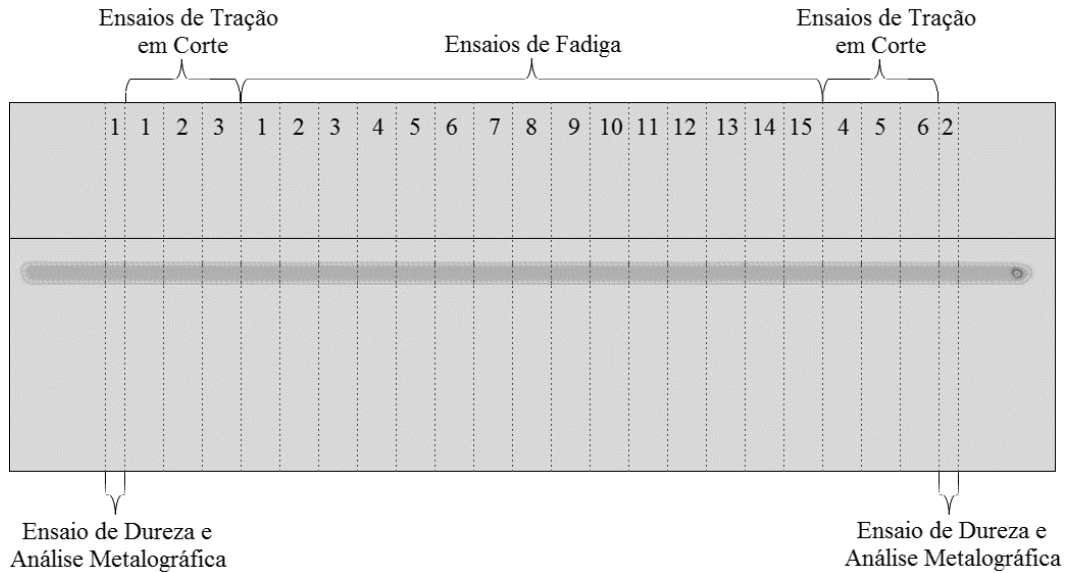 Ensaios de Tração
em Corte
Ensaios de Fadiga
Ensaios de Tração
em Corte
1 1 2 3 1 2 3 4 5 6 7 8 9 10 11 12 13 14 15 4 5 6 2
Ensaio de Dureza e
Análise Metalográfica
Ensaio de Dureza e
Análise Metalográfica